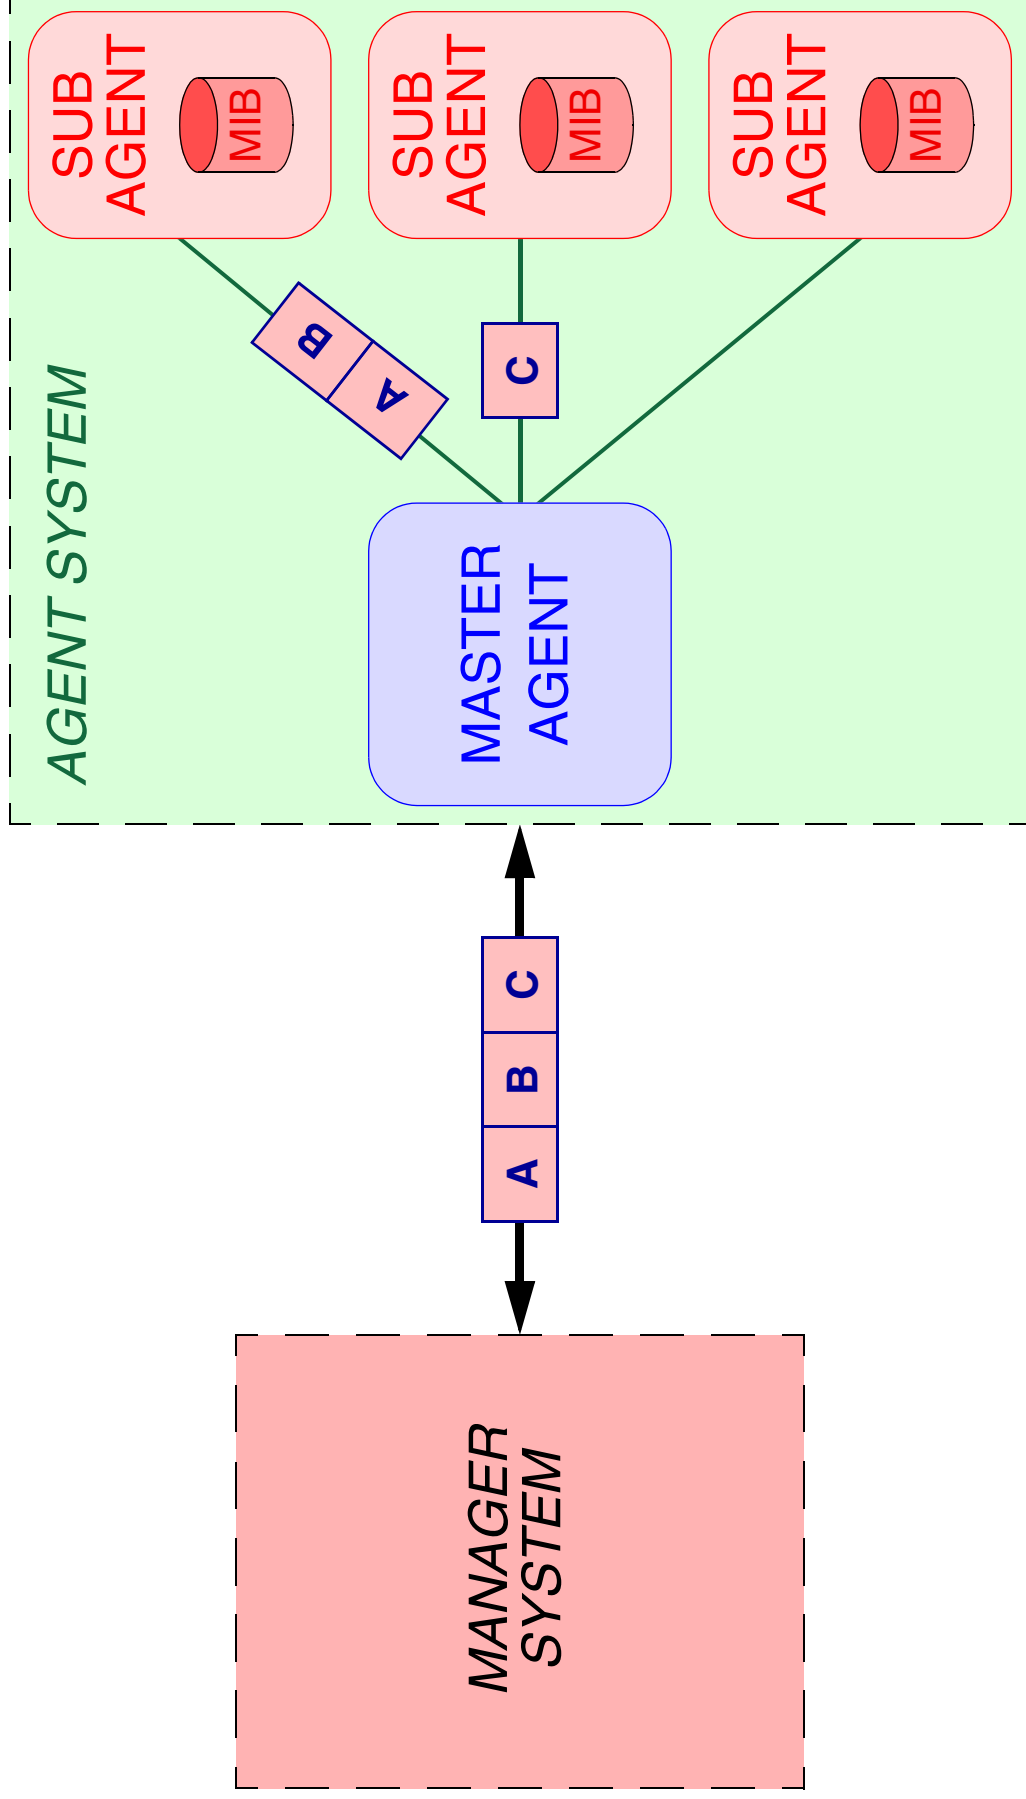 AGENT SYSTEM
SUB
AGENT
MIB
B
A
MANAGER
SYSTEM
A B C
MASTER
AGENT
C
SUB
AGENT
MIB
SUB
AGENT
MIB